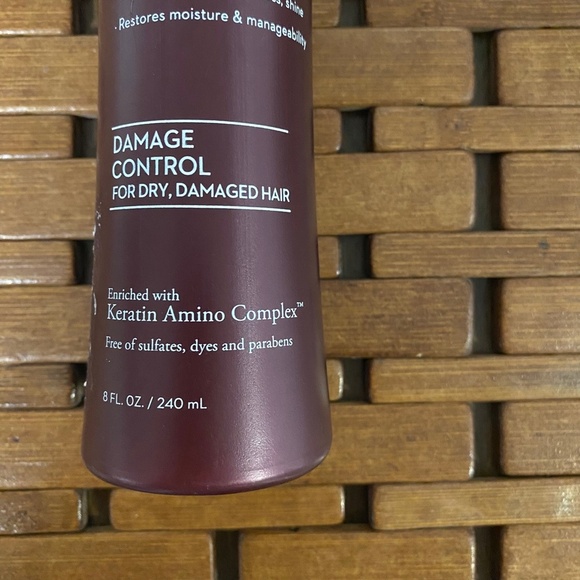 shine
· Restores moisture & manageability
DAMAGE
CONTROL
FOR DRY, DAMAGED HAIR
Enriched with
Keratin Amino Complex™
Free of sulfates, dyes and parabens
8 FL. OZ. / 240 mL